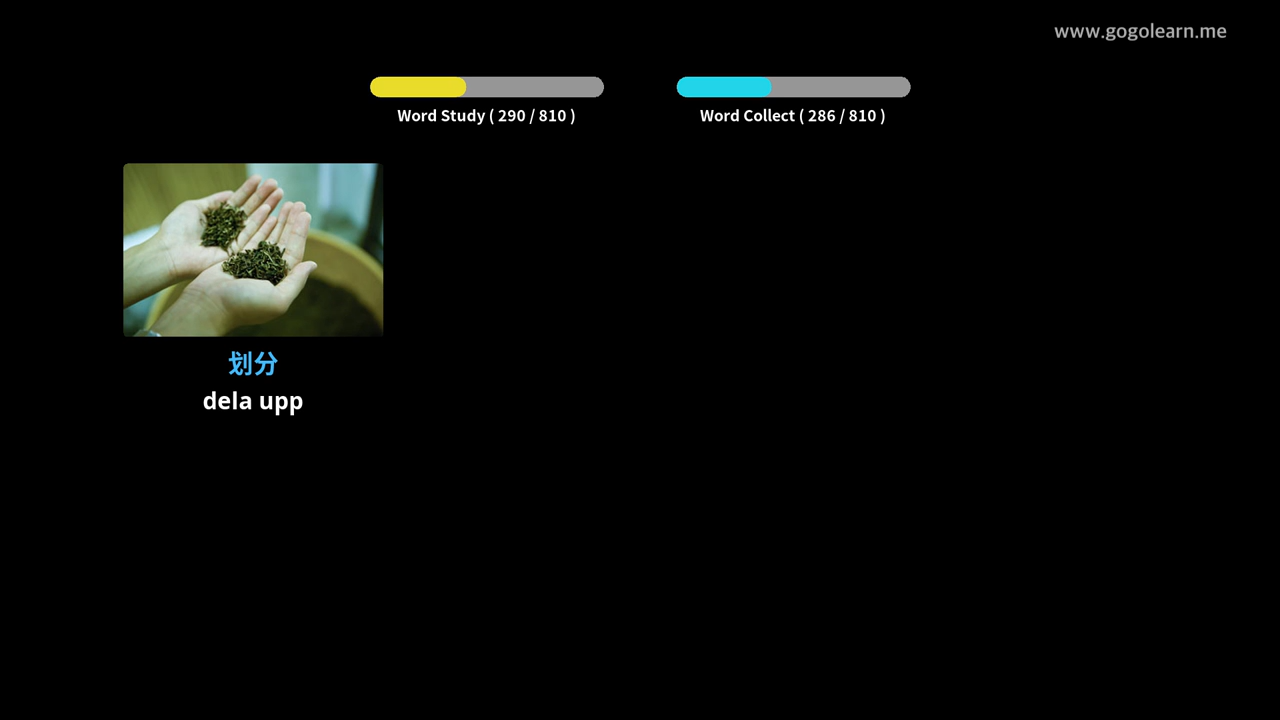 www.gogolearn.me
Word Study ( 290 / 810 )
Word Collect ( 286 / 810 )
划分
dela upp